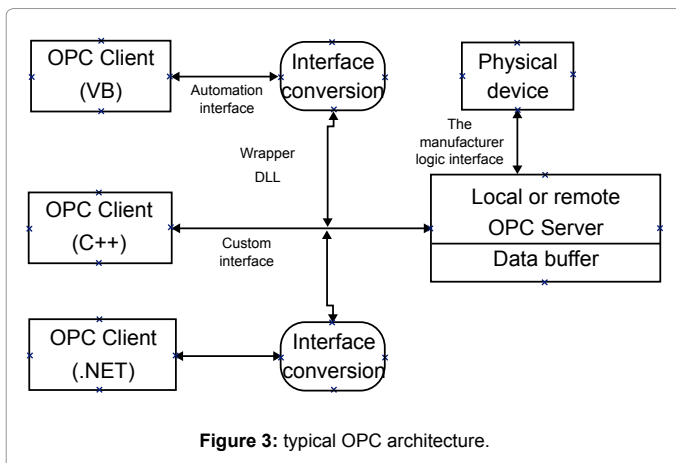 OPC Client
(VB)
Automation
interface
Interface
conversion
Physical
device
The
manufacturer
logic interface
Wrapper
DLL
OPC Client
(C++)
Custom
interface
Local or remote
OPC Server
Data buffer
OPC Client
(.NET)
Interface
conversion
Figure 3: typical OPC architecture.